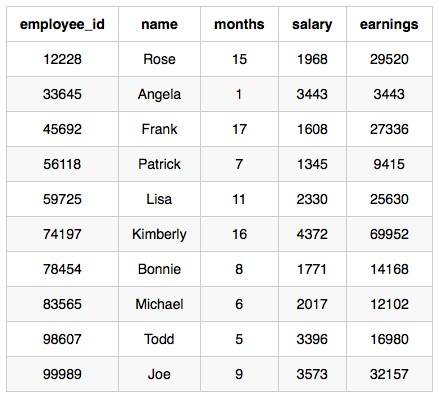 employee_id name months salary earnings
12228 Rose 15 1968 29520
33645 Angela 1 3443 3443
45692 Frank 17 1608 27336
56118 Patrick 7 1345 9415
59725 Lisa 11 2330 25630
74197 Kimberly 16 4372 69952
78454 Bonnie 8 1771 14168
83565 Michael 6 2017 12102
98607 Todd 5 3396 16980
99989 Joe 9 3573 32157